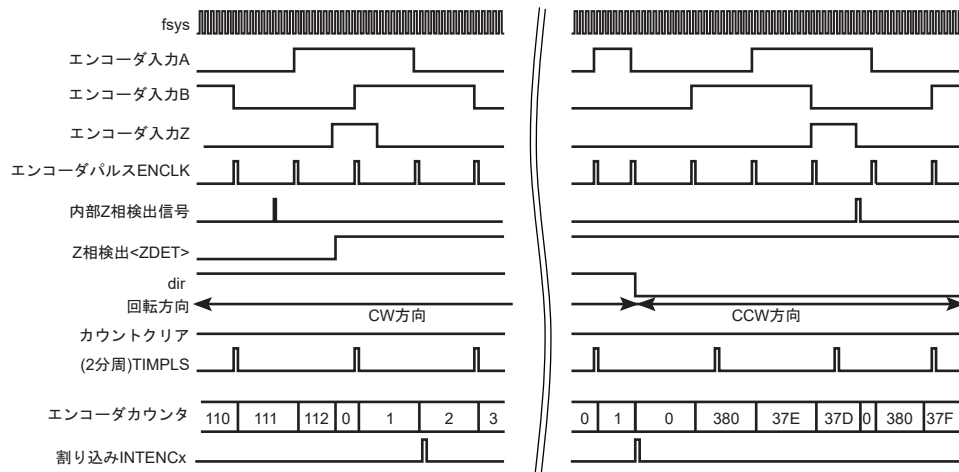 fsys
エンコーダ入力A
エンコーダ入力B
エンコーダ入力Z
エンコーダパルスENCLK
内部Z相検出信号
Z相検出<ZDET>
dir
回転方向
CW方向
CCW方向
カウントクリア
(2分周)TIMPLS
エンコーダカウンタ
110 111 112 0 1 2 3
0 1 0 380 37E 37D 0 380 37F
割り込みINTENCx